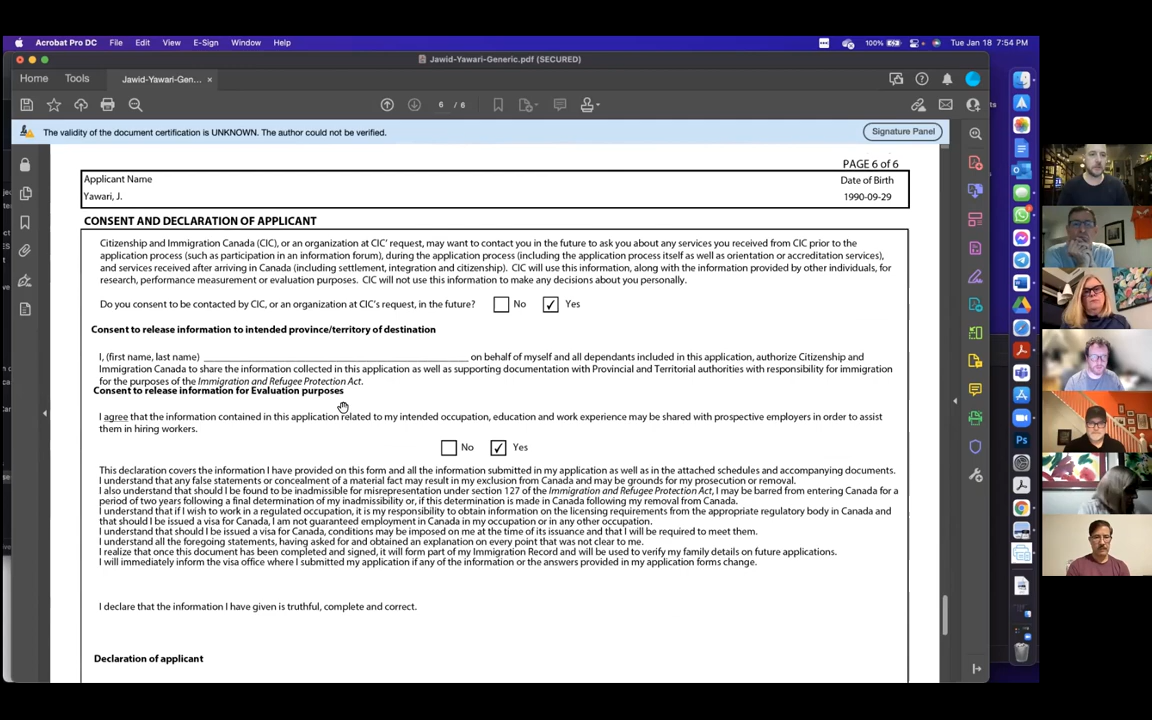 Acrobat Pro DC File Edit View E-Sign Window Help 100% Tue Jan 18 7:54 PM
Jawid-Yawari-Generic.pdf (SECURED)
Home Tools Jawid-Yawari-Gen... ×
6 / 6
The validity of the document certification is UNKNOWN. The author could not be verified. Signature Panel
PAGE 6 of 6
Applicant Name Date of Birth
Yawari, J. 1990-09-29
CONSENT AND DECLARATION OF APPLICANT
Citizenship and Immigration Canada (CIC), or an organization at CIC' request, may want to contact you in the future to ask you about any services you received from CIC prior to the
application process (such as participation in an information forum), during the application process (including the application process itself as well as orientation or accreditation services),
and services received after arriving in Canada (including settlement, integration and citizenship). CIC will use this information, along with the information provided by other individuals, for
research, performance measurement or evaluation purposes. CIC will not use this information to make any decisions about you personally.
Do you consent to be contacted by CIC, or an organization at CIC's request, in the future? No ✓ Yes
Consent to release information to intended province/territory of destination
I, (first name, last name) ______________________ on behalf of myself and all dependants included in this application, authorize Citizenship and
Immigration Canada to share the information collected in this application as well as supporting documentation with Provincial and Territorial authorities with responsibility for immigration
for the purposes of the Immigration and Refugee Protection Act.
Consent to release information for Evaluation purposes
I agree that the information contained in this application related to my intended occupation, education and work experience may be shared with prospective employers in order to assist
them in hiring workers.
No ✓ Yes
This declaration covers the information I have provided on this form and all the information submitted in my application as well as in the attached schedules and accompanying documents.
I understand that any false statements or concealment of a material fact may result in my exclusion from Canada and may be grounds for my prosecution or removal.
I also understand that should I be found to be inadmissible for misrepresentation under section 127 of the Immigration and Refugee Protection Act, I may be barred from entering Canada for a
period of two years following a final determination of my inadmissibility or, if this determination is made in Canada following my removal from Canada.
I understand that if I wish to work in a regulated occupation, it is my responsibility to obtain information on the licensing requirements from the appropriate regulatory body in Canada and
that should I be issued a visa for Canada, I am not guaranteed employment in Canada in my occupation or in any other occupation.
I understand that should I be issued a visa for Canada, conditions may be imposed on me at the time of its issuance and that I will be required to meet them.
I understand all the foregoing statements, having asked for and obtained an explanation on every point that was not clear to me.
I realize that once this document has been completed and signed, it will form part of my Immigration Record and will be used to verify my family details on future applications.
I will immediately inform the visa office where I submitted my application if any of the information or the answers provided in my application forms change.
I declare that the information I have given is truthful, complete and correct.
Declaration of applicant